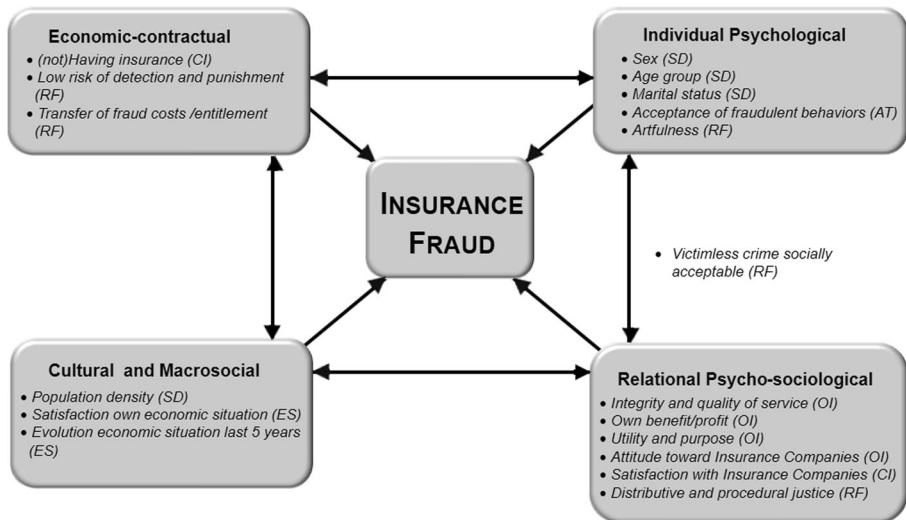 Economic-contractual
• (not)Having insurance (CI)
• Low risk of detection and punishment
(RF)
• Transfer of fraud costs /entitlement
(RF)
Individual Psychological
• Sex (SD)
• Age group (SD)
• Marital status (SD)
• Acceptance of fraudulent behaviors (AT)
• Artfulness (RF)
INSURANCE
FRAUD
• Victimless crime socially
acceptable (RF)
Cultural and Macrosocial
• Population density (SD)
• Satisfaction own economic situation (ES)
• Evolution economic situation last 5 years
(ES)
Relational Psycho-sociological
• Integrity and quality of service (OI)
• Own benefit/profit (OI)
• Utility and purpose (OI)
• Attitude toward Insurance Companies (OI)
• Satisfaction with Insurance Companies (CI)
• Distributive and procedural justice (RF)